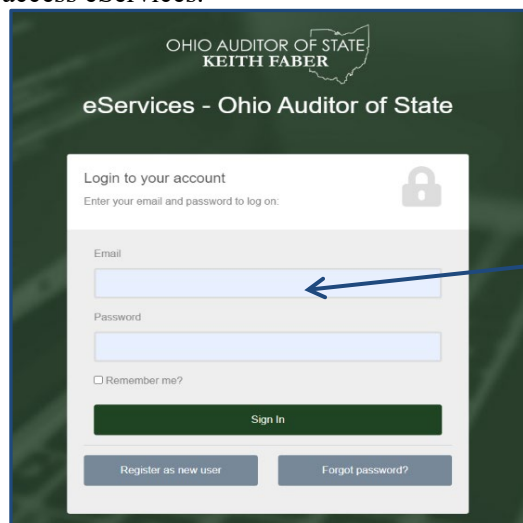 access eServices.
OHIO AUDITOR OF STATE
KEITH FABER
eServices - Ohio Auditor of State
Login to your account
Enter your email and password to log on:
Email
Password
Remember me?
Sign In
Register as new user
Forgot password?